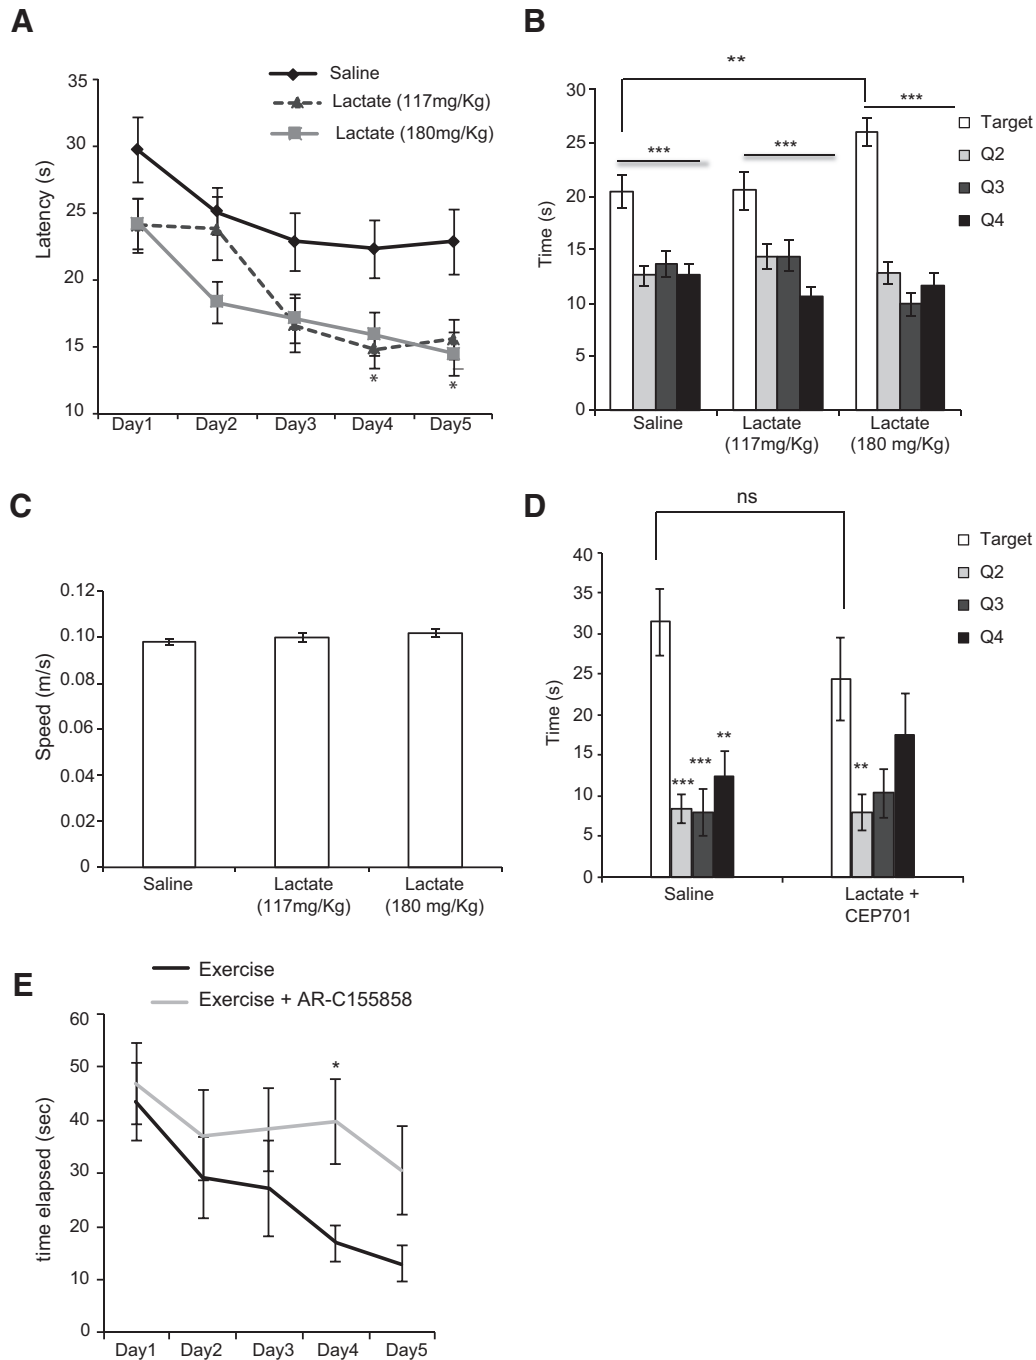 A
Saline
Lactate (117mg/Kg)
Lactate (180mg/Kg)
35
30
25
20
15
10
Latency (s)
*
*
Day1 Day2 Day3 Day4 Day5
B
**
***
***
***
Target
Q2
Q3
Q4
30
25
20
15
10
5
0
Time (s)
Saline
Lactate
(117mg/Kg)
Lactate
(180 mg/Kg)
C
0.12
0.10
0.08
0.06
0.04
0.02
0
Speed (m/s)
Saline
Lactate
(117mg/Kg)
Lactate
(180 mg/Kg)
D
ns
Target
Q2
Q3
Q4
40
35
30
25
20
15
10
5
0
Time (s)
***
***
**
**
Saline
Lactate +
CEP701
E
Exercise
Exercise + AR-C155858
60
50
40
30
20
10
0
time elapsed (sec)
*
Day1 Day2 Day3 Day4 Day5